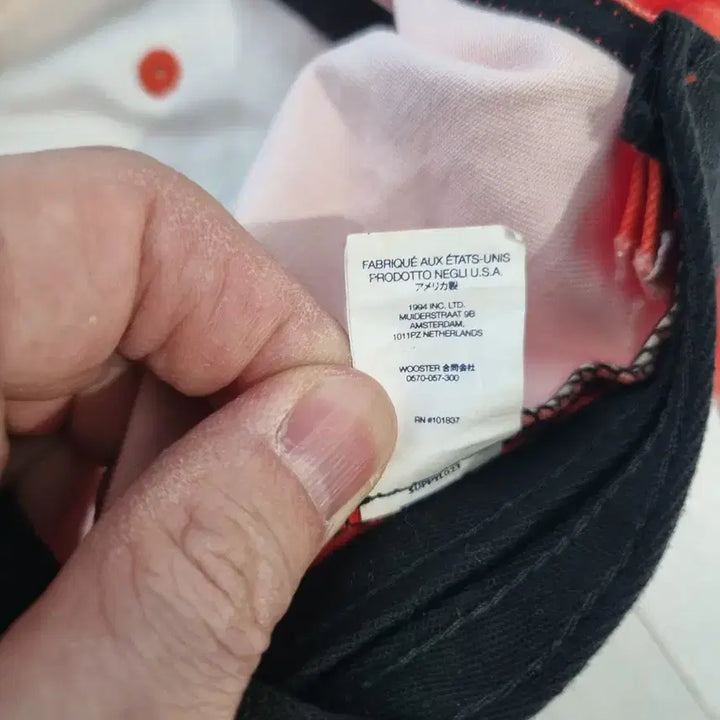 FABRIQUÉ AUX ÉTATS-UNIS
PRODOTTO NEGLI U.S.A.
アメリカ製
1994 INC. LTD.
MUIDERSTRAAT 9B
AMSTERDAM,
1011PZ NETHERLANDS
WOOSTER 合同会社
0570-057-300
RN #101837